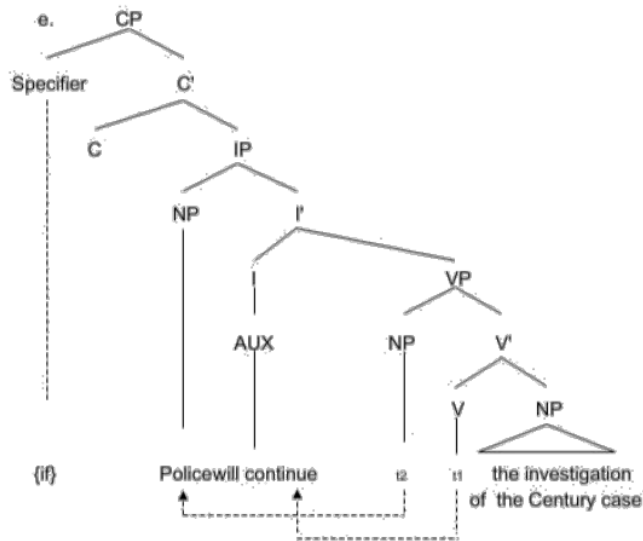 e. CP
Specifier C'
C IP
NP I'
I VP
AUX NP V'
V NP
{if} Policewill continue t2 t1 the investigation
of the Century case